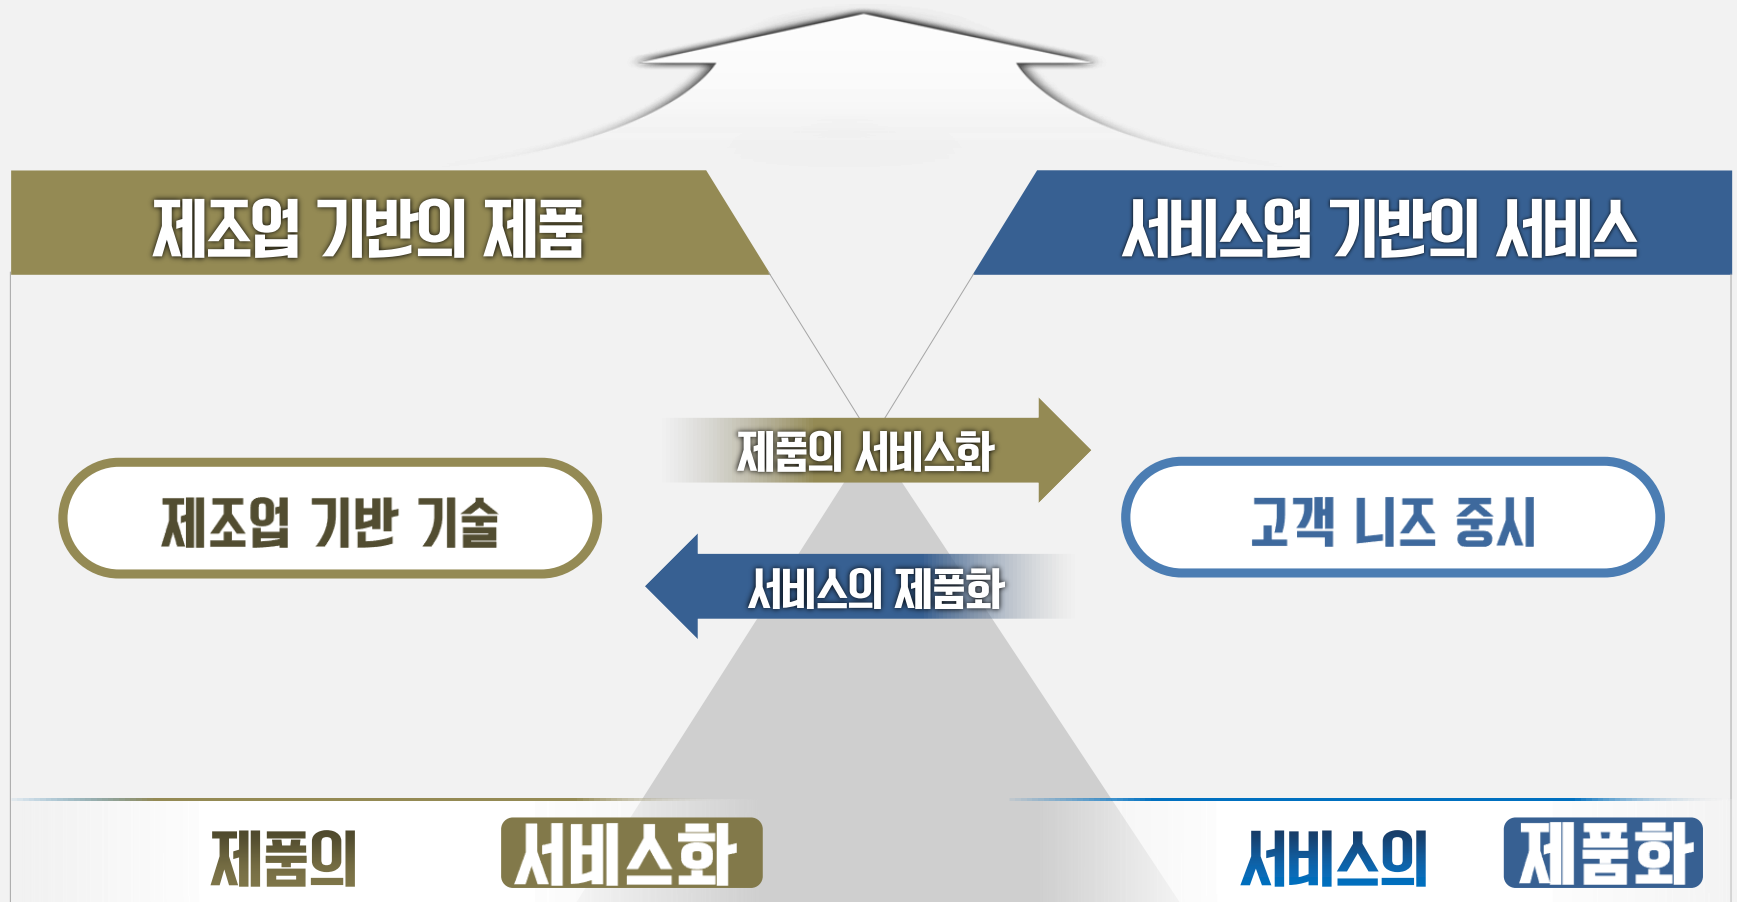 제조업 기반의 제품
서비스업 기반의 서비스
제품의 서비스화
제조업 기반 기술
고객 니즈 중시
서비스의 제품화
제품의 서비스화
서비스의 제품화